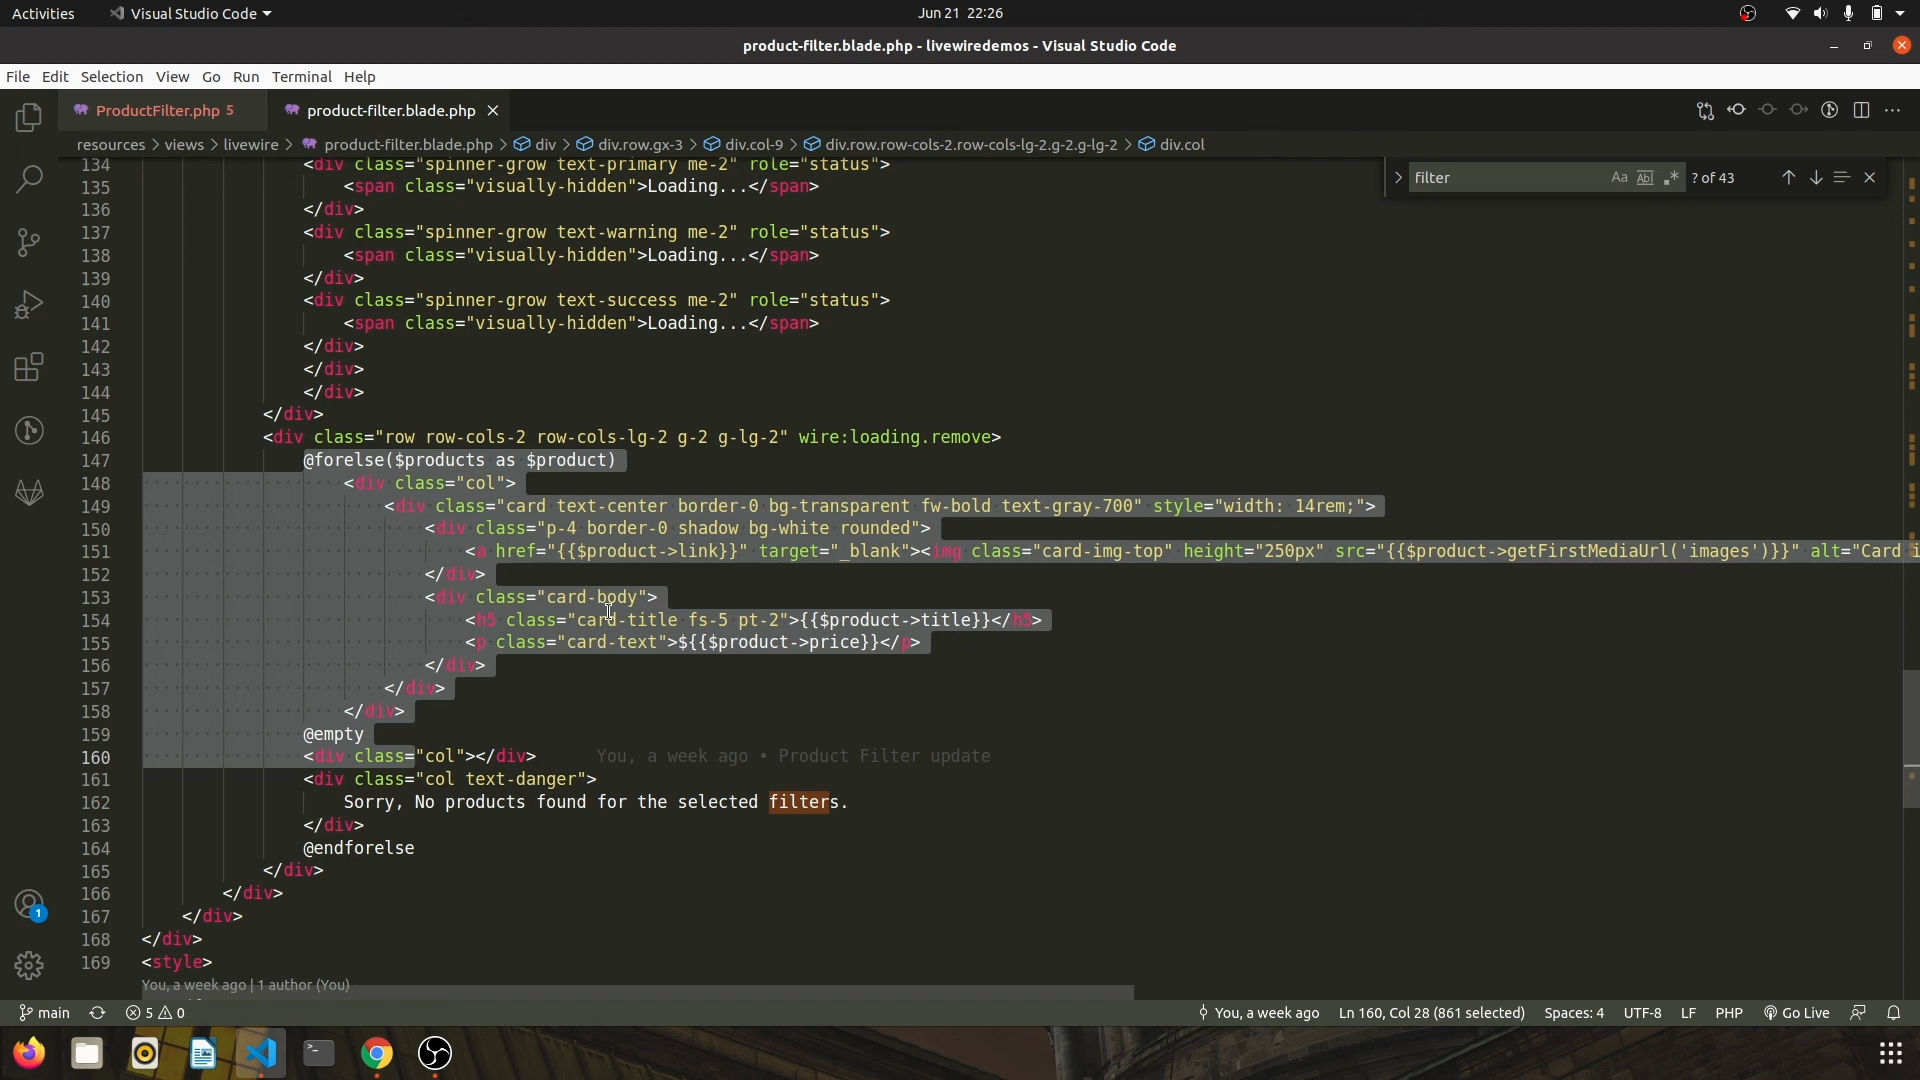 Activities
Visual Studio Code
Jun 21 22:26
product-filter.blade.php - livewiredemos - Visual Studio Code
File Edit Selection View Go Run Terminal Help
ProductFilter.php 5
product-filter.blade.php
resources > views > livewire > product-filter.blade.php > div > div.row.gx-3 > div.col-9 > div.row.row-cols-2.row-cols-lg-2.g-2.g-lg-2 > div.col
filter
Aa Abl .*
? of 43
134 <div class="spinner-grow text-primary me-2" role="status">
135 <span class="visually-hidden">Loading...</span>
136 </div>
137 <div class="spinner-grow text-warning me-2" role="status">
138 <span class="visually-hidden">Loading...</span>
139 </div>
140 <div class="spinner-grow text-success me-2" role="status">
141 <span class="visually-hidden">Loading...</span>
142 </div>
143 </div>
144 </div>
145 </div>
146 <div class="row row-cols-2 row-cols-lg-2 g-2 g-lg-2" wire:loading.remove>
147 @forelse($products as $product)
148 <div class="col">
149 <div class="card text-center border-0 bg-transparent fw-bold text-gray-700" style="width: 14rem;">
150 <div class="p-4 border-0 shadow bg-white rounded">
151 <a href="{{$product->link}}" target="_blank"><img class="card-img-top" height="250px" src="{{$product->getFirstMediaUrl('images')}}" alt="Card i
152 </div>
153 <div class="card-body">
154 <h5 class="card-title fs-5 pt-2">{{$product->title}}</h5>
155 <p class="card-text">${{$product->price}}</p>
156 </div>
157 </div>
158 </div>
159 @empty
160 <div class="col"></div> You, a week ago • Product Filter update
161 <div class="col text-danger">
162 Sorry, No products found for the selected filters.
163 </div>
164 @endforelse
165 </div>
166 </div>
167 </div>
168 </div>
169 <style>
You, a week ago | 1 author (You)
1
main
5 0
You, a week ago
Ln 160, Col 28 (861 selected)
Spaces: 4
UTF-8
LF
PHP
Go Live